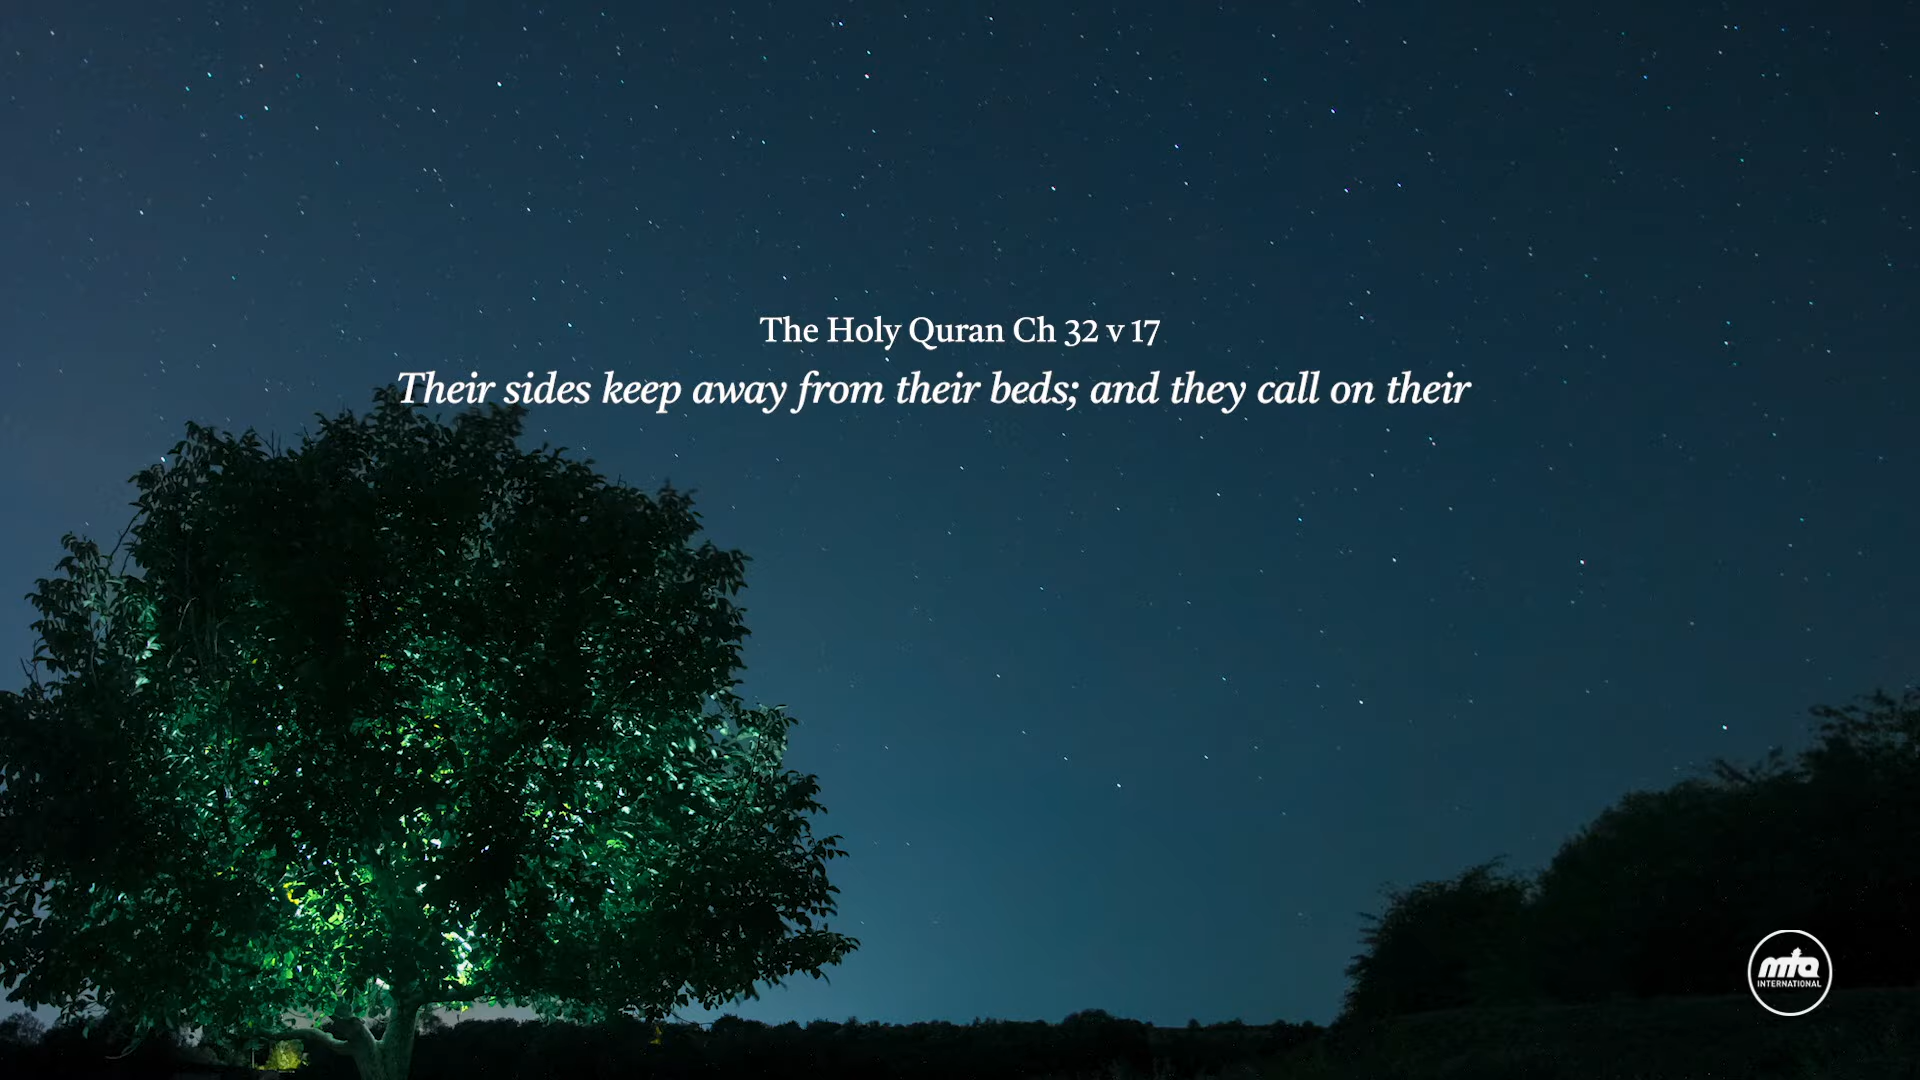 The Holy Quran Ch 32 v 17
Their sides keep away from their beds; and they call on their
mta
INTERNATIONAL